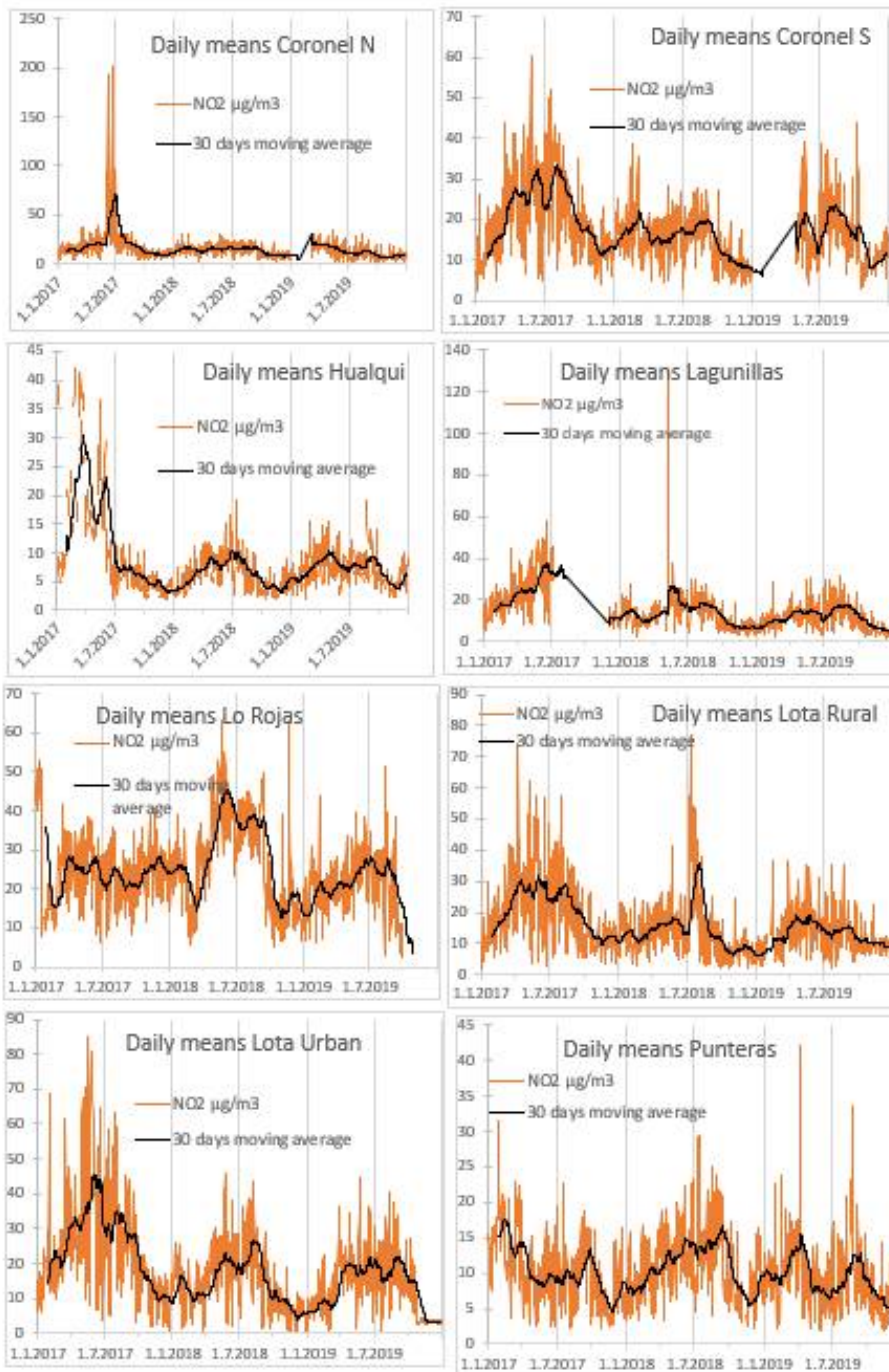 Daily means Coronel N
250
200
150
100
50
0
NO2 µg/m3
30 days moving average
1.1.2017
1.7.2017
1.1.2018
1.7.2018
1.1.2019
1.7.2019
Daily means Coronel S
70
60
50
40
30
20
10
0
NO2 µg/m3
30 days moving average
1.1.2017 1.7.2017 1.1.2018 1.7.2018 1.1.2019 1.7.2019
Daily means Hualqui
45
40
35
30
25
20
15
10
5
0
NO2 µg/m3
30 days moving average
1.1.2017
1.7.2017
1.1.2018
1.7.2018
1.1.2019
1.7.2019
Daily means Lagunillas
140
120
100
80
60
40
20
0
NO2 µg/m3
30 days moving average
1.1.2017 1.7.2017 1.1.2018 1.7.2018 1.1.2019 1.7.2019
Daily means Lo Rojas
70
60
50
40
30
20
10
0
NO2 µg/m3
30 days moving
average
1.1.2017 1.7.2017 1.1.2018 1.7.2018 1.1.2019 1.7.2019
Daily means Lota Rural
90
80
70
60
50
40
30
20
10
0
NO2 µg/m3
30 days moving average
1.1.2017 1.7.2017 1.1.2018 1.7.2018 1.1.2019 1.7.2019
Daily means Lota Urban
90
80
70
60
50
40
30
20
10
0
NO2 µg/m3
30 days moving average
1.1.2017 1.7.2017 1.1.2018 1.7.2018 1.1.2019 1.7.2019
Daily means Punteras
45
40
35
30
25
20
15
10
5
0
NO2 µg/m3
30 days moving average
1.1.2017 1.7.2017 1.1.2018 1.7.2018 1.1.2019 1.7.2019